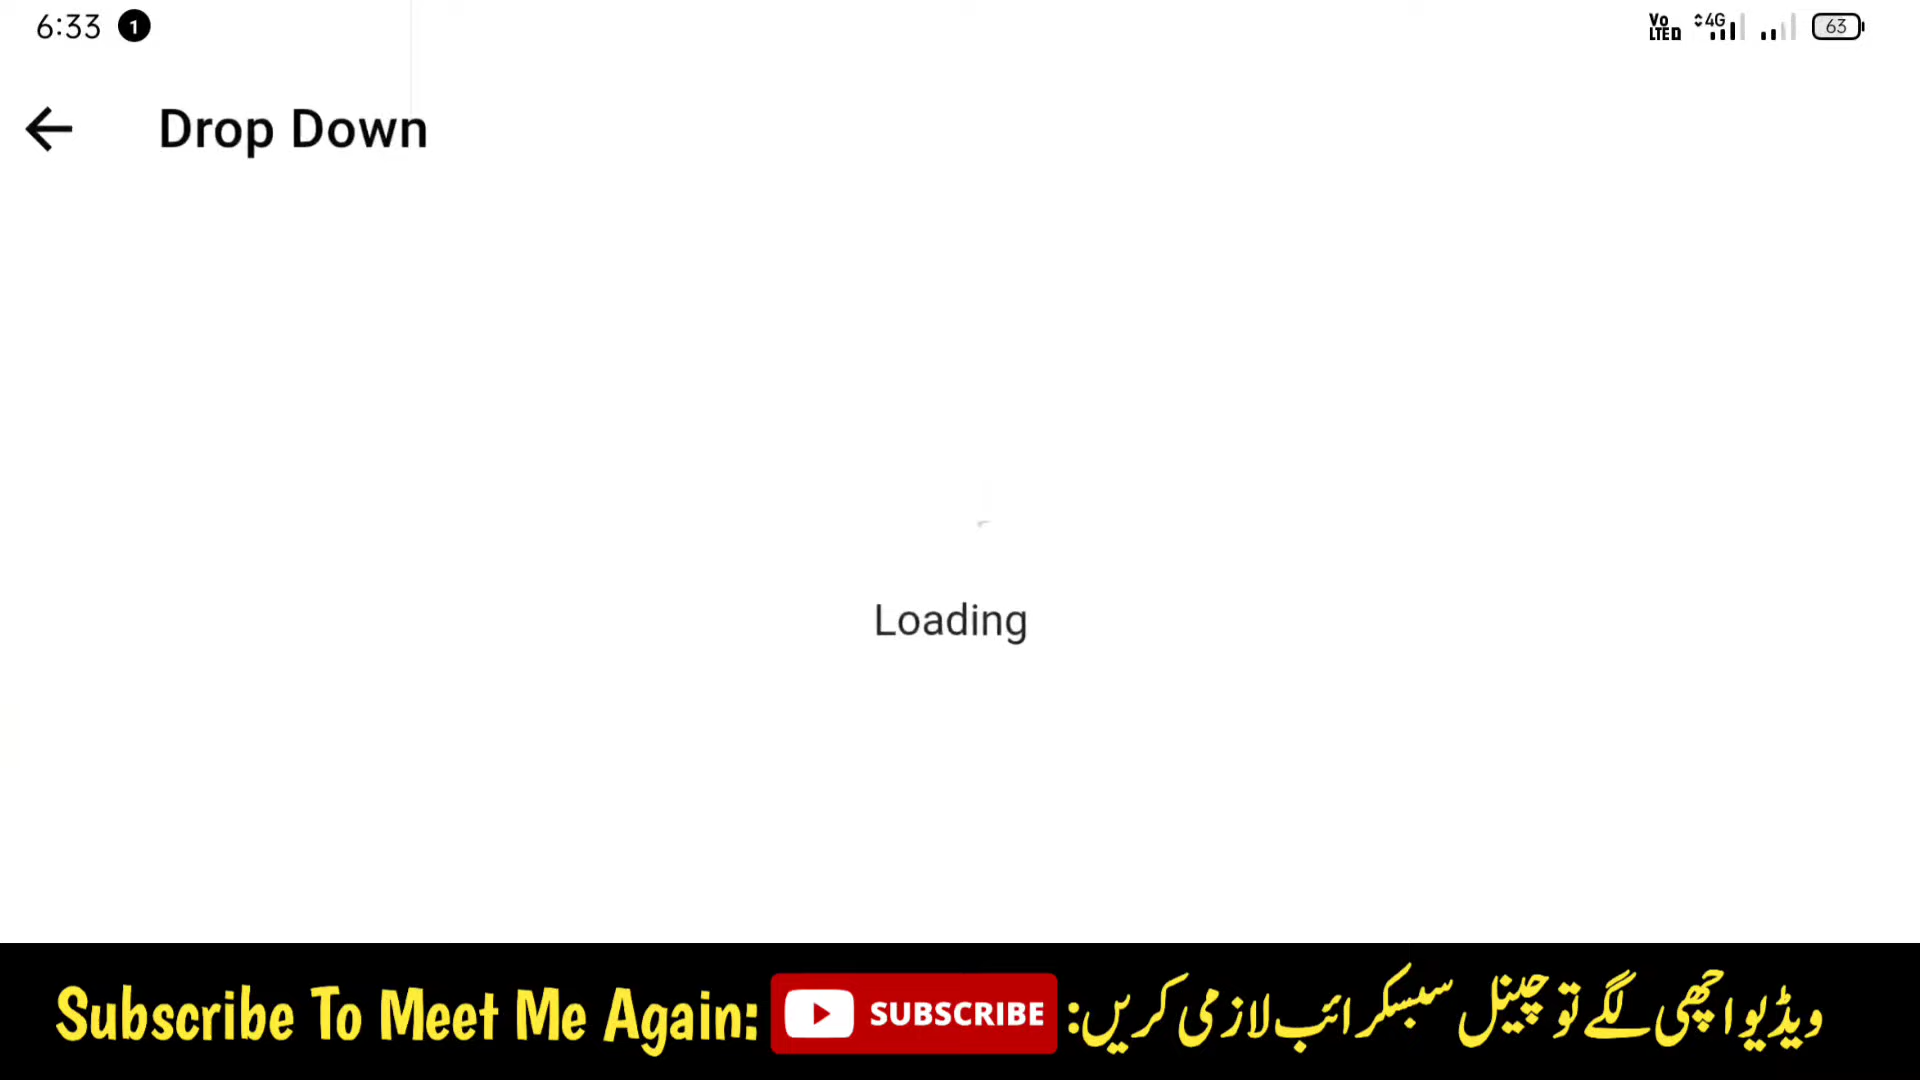 6:33 1 Vo LTE D 4G 63
Drop Down
Loading
Subscribe To Meet Me Again: SUBSCRIBE ویڈیو اچھی لگے تو چینل سبسکرائب لازمی کریں: